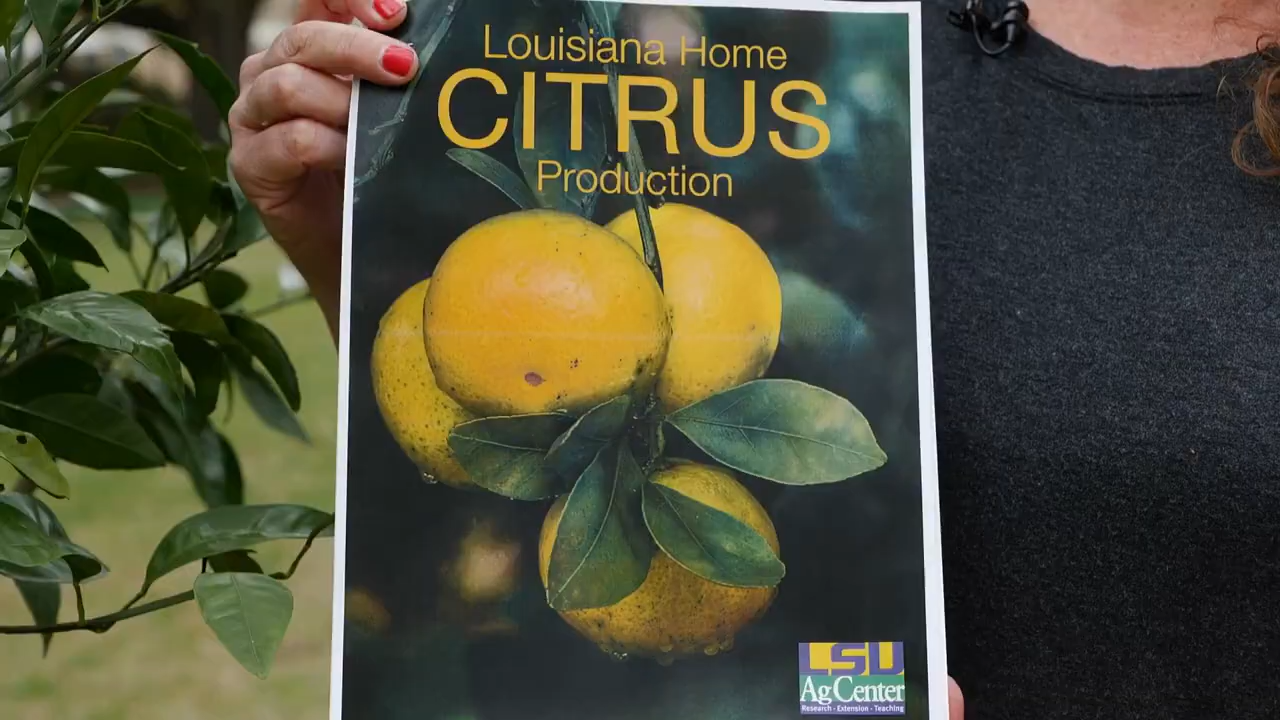 Louisiana Home
CITRUS
Production
LSU
AgCenter
Research - Extension - Teaching